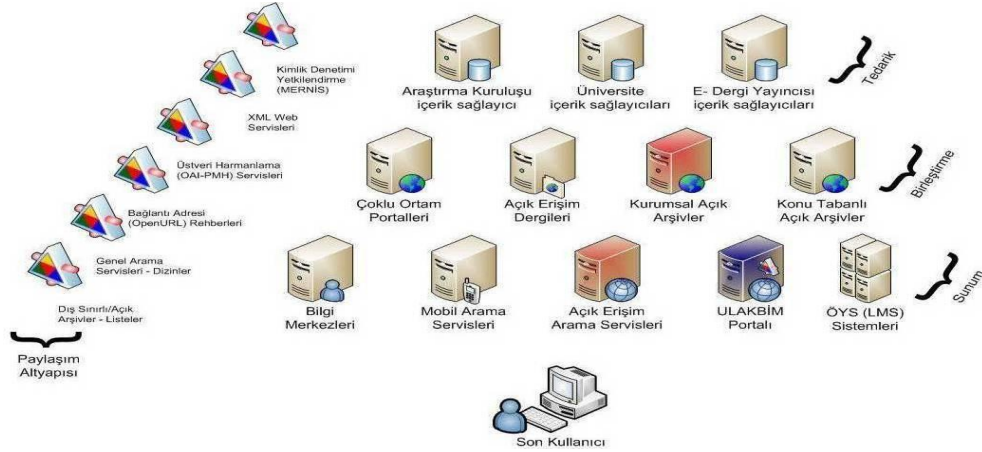 Kimlik Denetimi
Yetkilendirme
(MERNİS)
XML Web
Servisleri
Üstveri Harmanlama
(OAI-PMH) Servisleri
Bağlantı Adresi
(OpenURL) Rehberleri
Genel Arama
Servisleri - Dizinler
Dış Sınırlı/Açık
Arşivler - Listeler
Paylaşım
Altyapısı
Araştırma Kuruluşu
içerik sağlayıcı
Üniversite
içerik sağlayıcıları
E- Dergi Yayıncısı
içerik sağlayıcıları
Tedarik
Çoklu Ortam
Portalleri
Açık Erişim
Dergileri
Kurumsal Açık
Arşivler
Konu Tabanlı
Açık Arşivler
Birleştirme
Bilgi
Merkezleri
Mobil Arama
Servisleri
Açık Erişim
Arama Servisleri
ULAKBİM
Portalı
ÖYS (LMS)
Sistemleri
Sunum
Son Kullanıcı